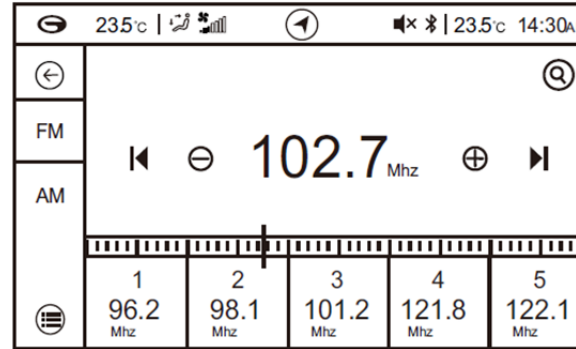 23.5°C | 23.5°C 14:30A
FM
102.7Mhz
AM
1 2 3 4 5
96.2 98.1 101.2 121.8 122.1
Mhz Mhz Mhz Mhz Mhz